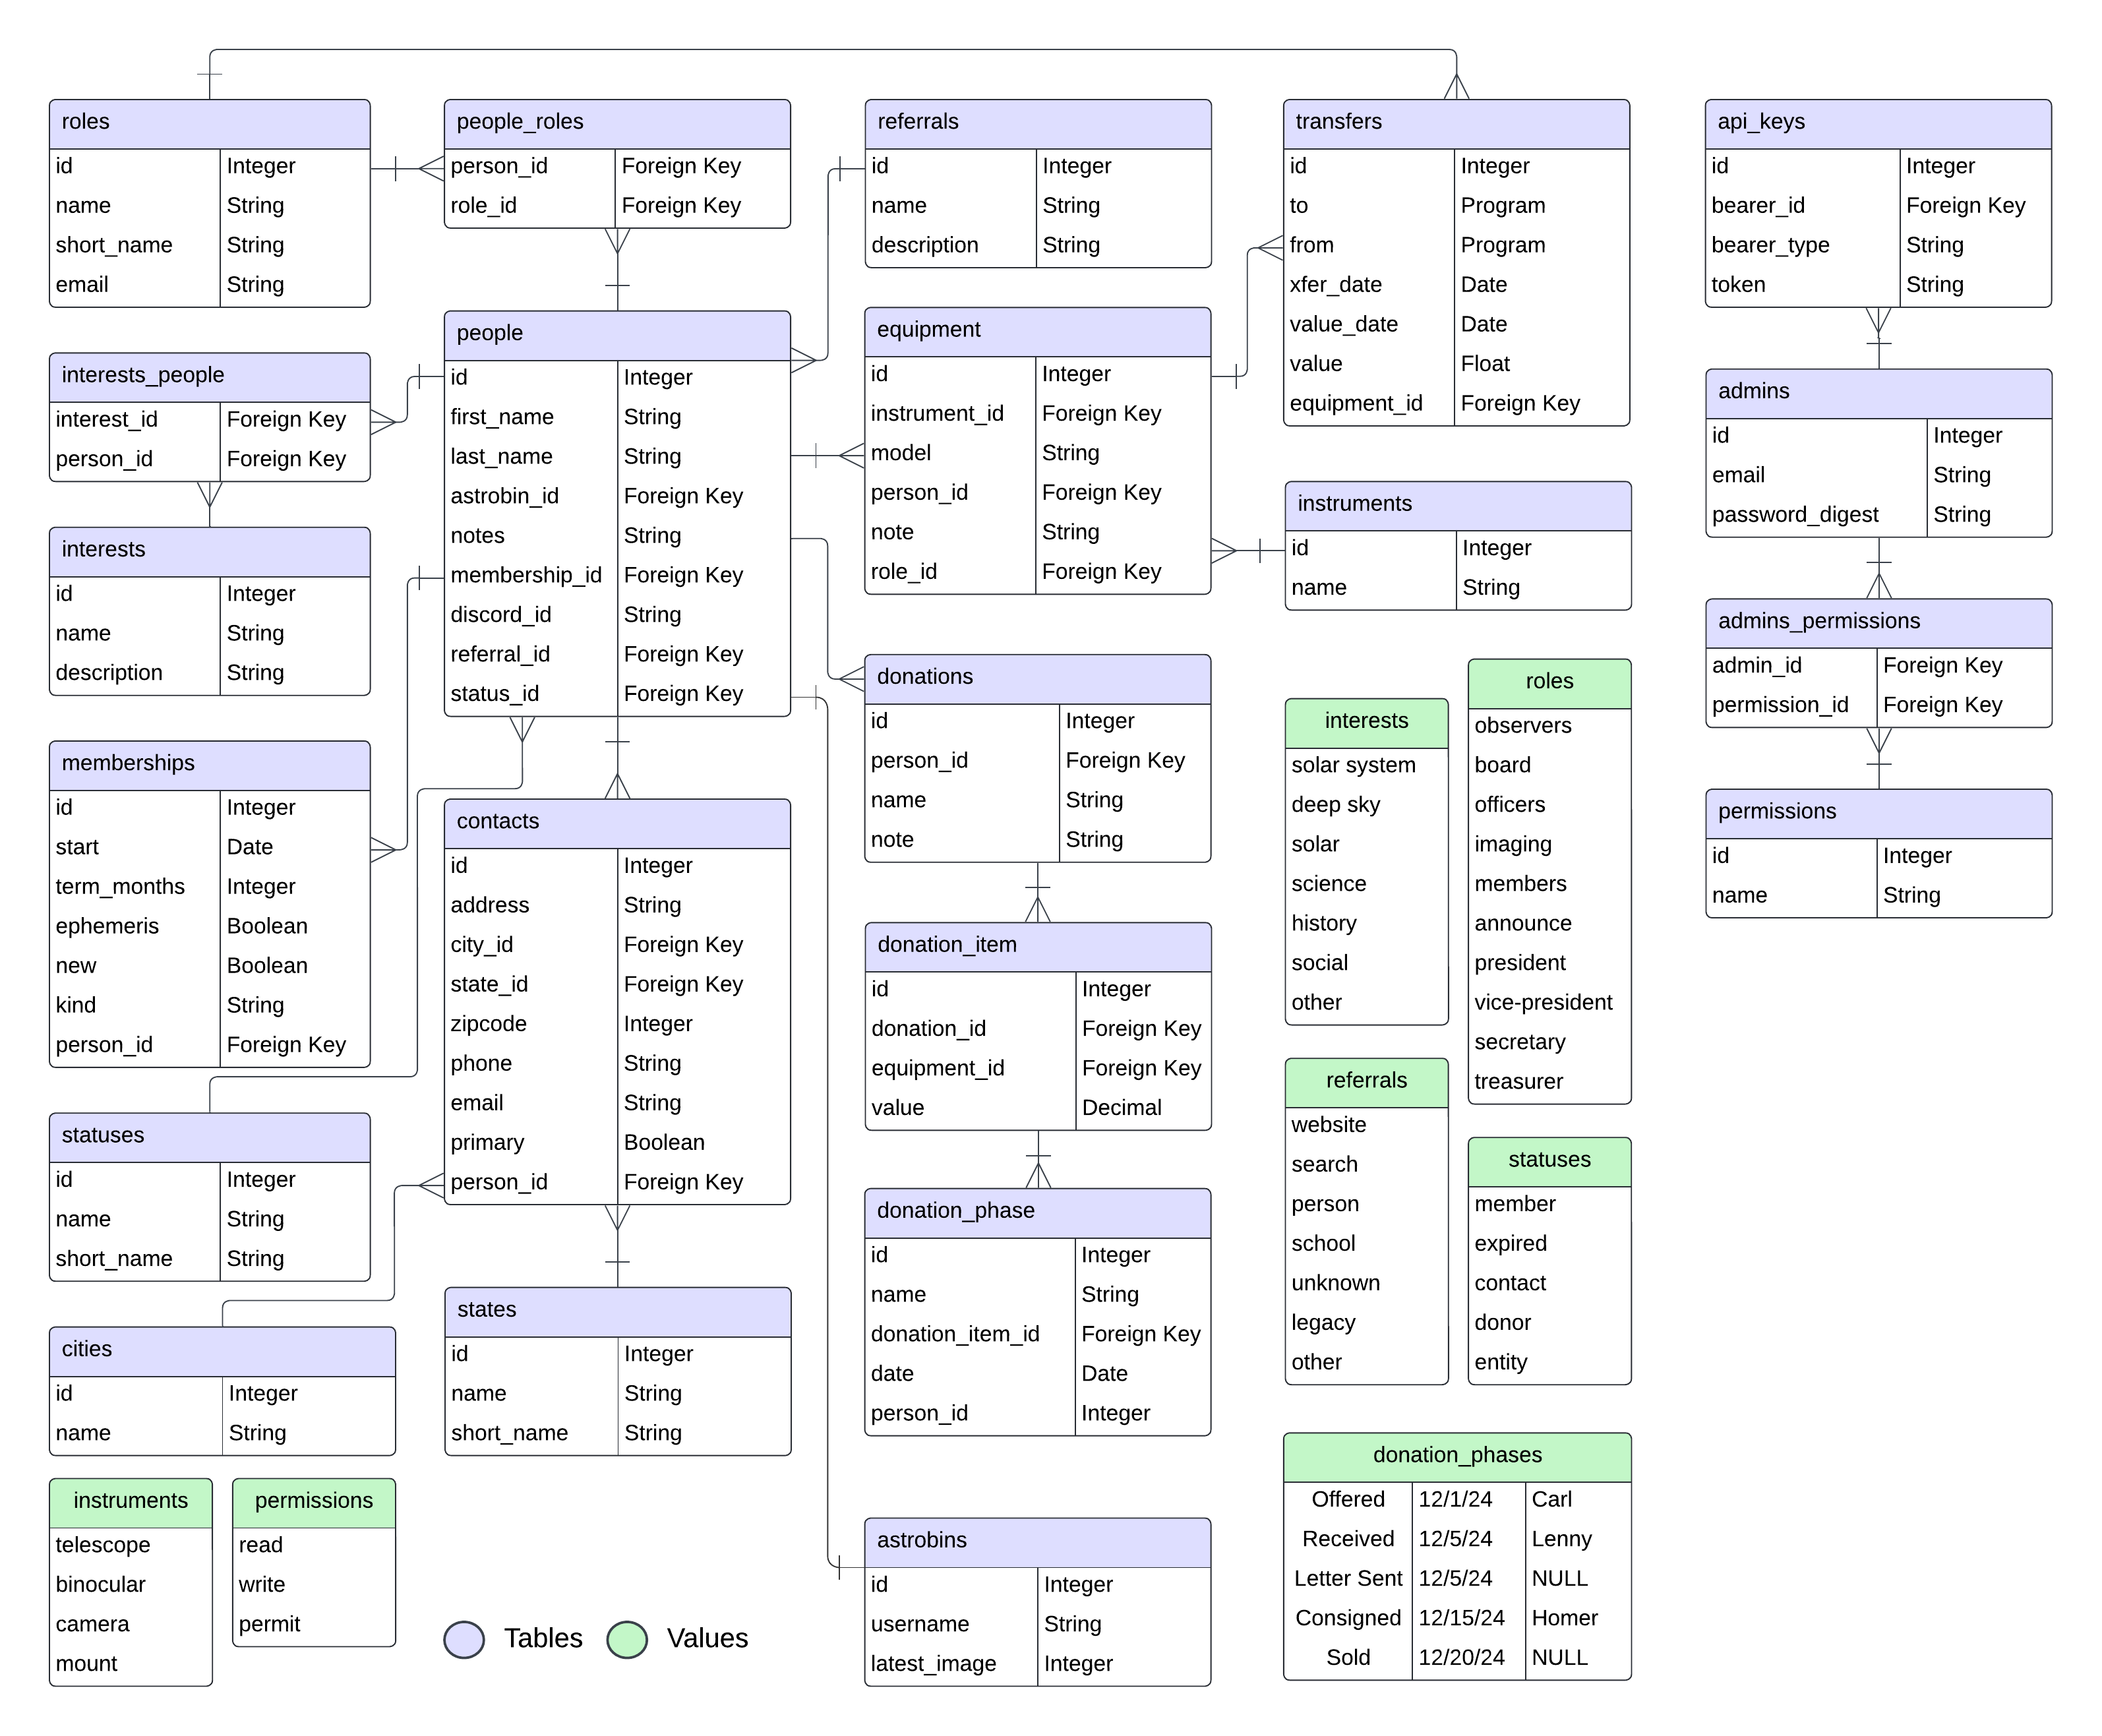 roles
id Integer
name String
short_name String
email String
people_roles
person_id Foreign Key
role_id Foreign Key
referrals
id Integer
name String
description String
transfers
id Integer
to Program
from Program
xfer_date Date
value_date Date
value Float
equipment_id Foreign Key
api_keys
id Integer
bearer_id Foreign Key
bearer_type String
token String
interests_people
interest_id Foreign Key
person_id Foreign Key
people
id Integer
first_name String
last_name String
astrobin_id Foreign Key
notes String
membership_id Foreign Key
discord_id String
referral_id Foreign Key
status_id Foreign Key
equipment
id Integer
instrument_id Foreign Key
model String
person_id Foreign Key
note String
role_id Foreign Key
instruments
id Integer
name String
admins
id Integer
email String
password_digest String
interests
id Integer
name String
description String
donations
id Integer
person_id Foreign Key
name String
note String
interests
solar system
deep sky
solar
science
history
social
other
roles
observers
board
officers
imaging
members
announce
president
vice-president
secretary
treasurer
admins_permissions
admin_id Foreign Key
permission_id Foreign Key
permissions
id Integer
name String
memberships
id Integer
start Date
term_months Integer
ephemeris Boolean
new Boolean
kind String
person_id Foreign Key
contacts
id Integer
address String
city_id Foreign Key
state_id Foreign Key
zipcode Integer
phone String
email String
primary Boolean
person_id Foreign Key
donation_item
id Integer
donation_id Foreign Key
equipment_id Foreign Key
value Decimal
referrals
website
search
person
school
unknown
legacy
other
statuses
member
expired
contact
donor
entity
statuses
id Integer
name String
short_name String
donation_phase
id Integer
name String
donation_item_id Foreign Key
date Date
person_id Integer
cities
id Integer
name String
states
id Integer
name String
short_name String
donation_phases
Offered 12/1/24 Carl
Received 12/5/24 Lenny
Letter Sent 12/5/24 NULL
Consigned 12/15/24 Homer
Sold 12/20/24 NULL
instruments
telescope
binocular
camera
mount
permissions
read
write
permit
astrobins
id Integer
username String
latest_image Integer
Tables
Values